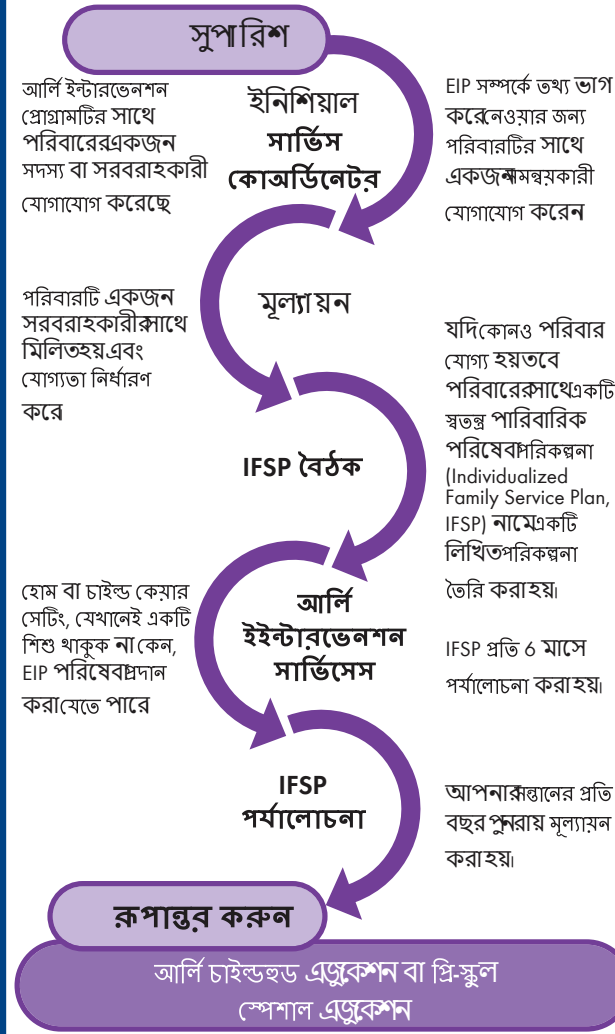 সুপারিশ
আর্লি ইন্টারভেনশন
প্রোগ্রামটির সাথে
পরিবারেরএকজন
সদস্য বা সরবরাহকারী
যোগাযোগ করেছে
ইনিশিয়াল
সার্ভিস
কোঅর্ডিনেটর
EIP সম্পর্কে তথ্য ভাগ
করেনেওয়ার জন্য
পরিবারটির সাথে
একজনসমন্বয়কারী
যোগাযোগ করেন
পরিবারটি একজন
সরবরাহকারীরসাথে
মিলিতহয়এবং
যোগ্যতা নির্ধারণ
করে
মূল্যায়ন
যদিকোনও পরিবার
যোগ্য হয়তবে
পরিবারেরসাথেএকটি
স্বতন্ত্র পারিবারিক
পরিষেবাপরিকল্পনা
(Individualized
Family Service Plan,
IFSP) নামেএকটি
লিখিতপরিকল্পনা
তৈরি করাহয়।
IFSP বৈঠক
হোম বা চাইল্ড কেয়ার
সেটিং, যেখানেই একটি
শিশু থাকুক না কেন,
EIP পরিষেবাপ্রদান
করাযেতে পারে
আর্লি
ইইন্টারভেনশন
সার্ভিসেস
IFSP প্রতি 6 মাসে
পর্যালোচনা করাহয়।
IFSP
পর্যালোচনা
আপনারসন্তানের প্রতি
বছর পুনরায় মূল্যায়ন
করাহয়।
রূপান্তর করুন
আর্লি চাইল্ডহুড এজুকেশন বা প্রি-স্কুল
স্পেশাল এজুকেশন